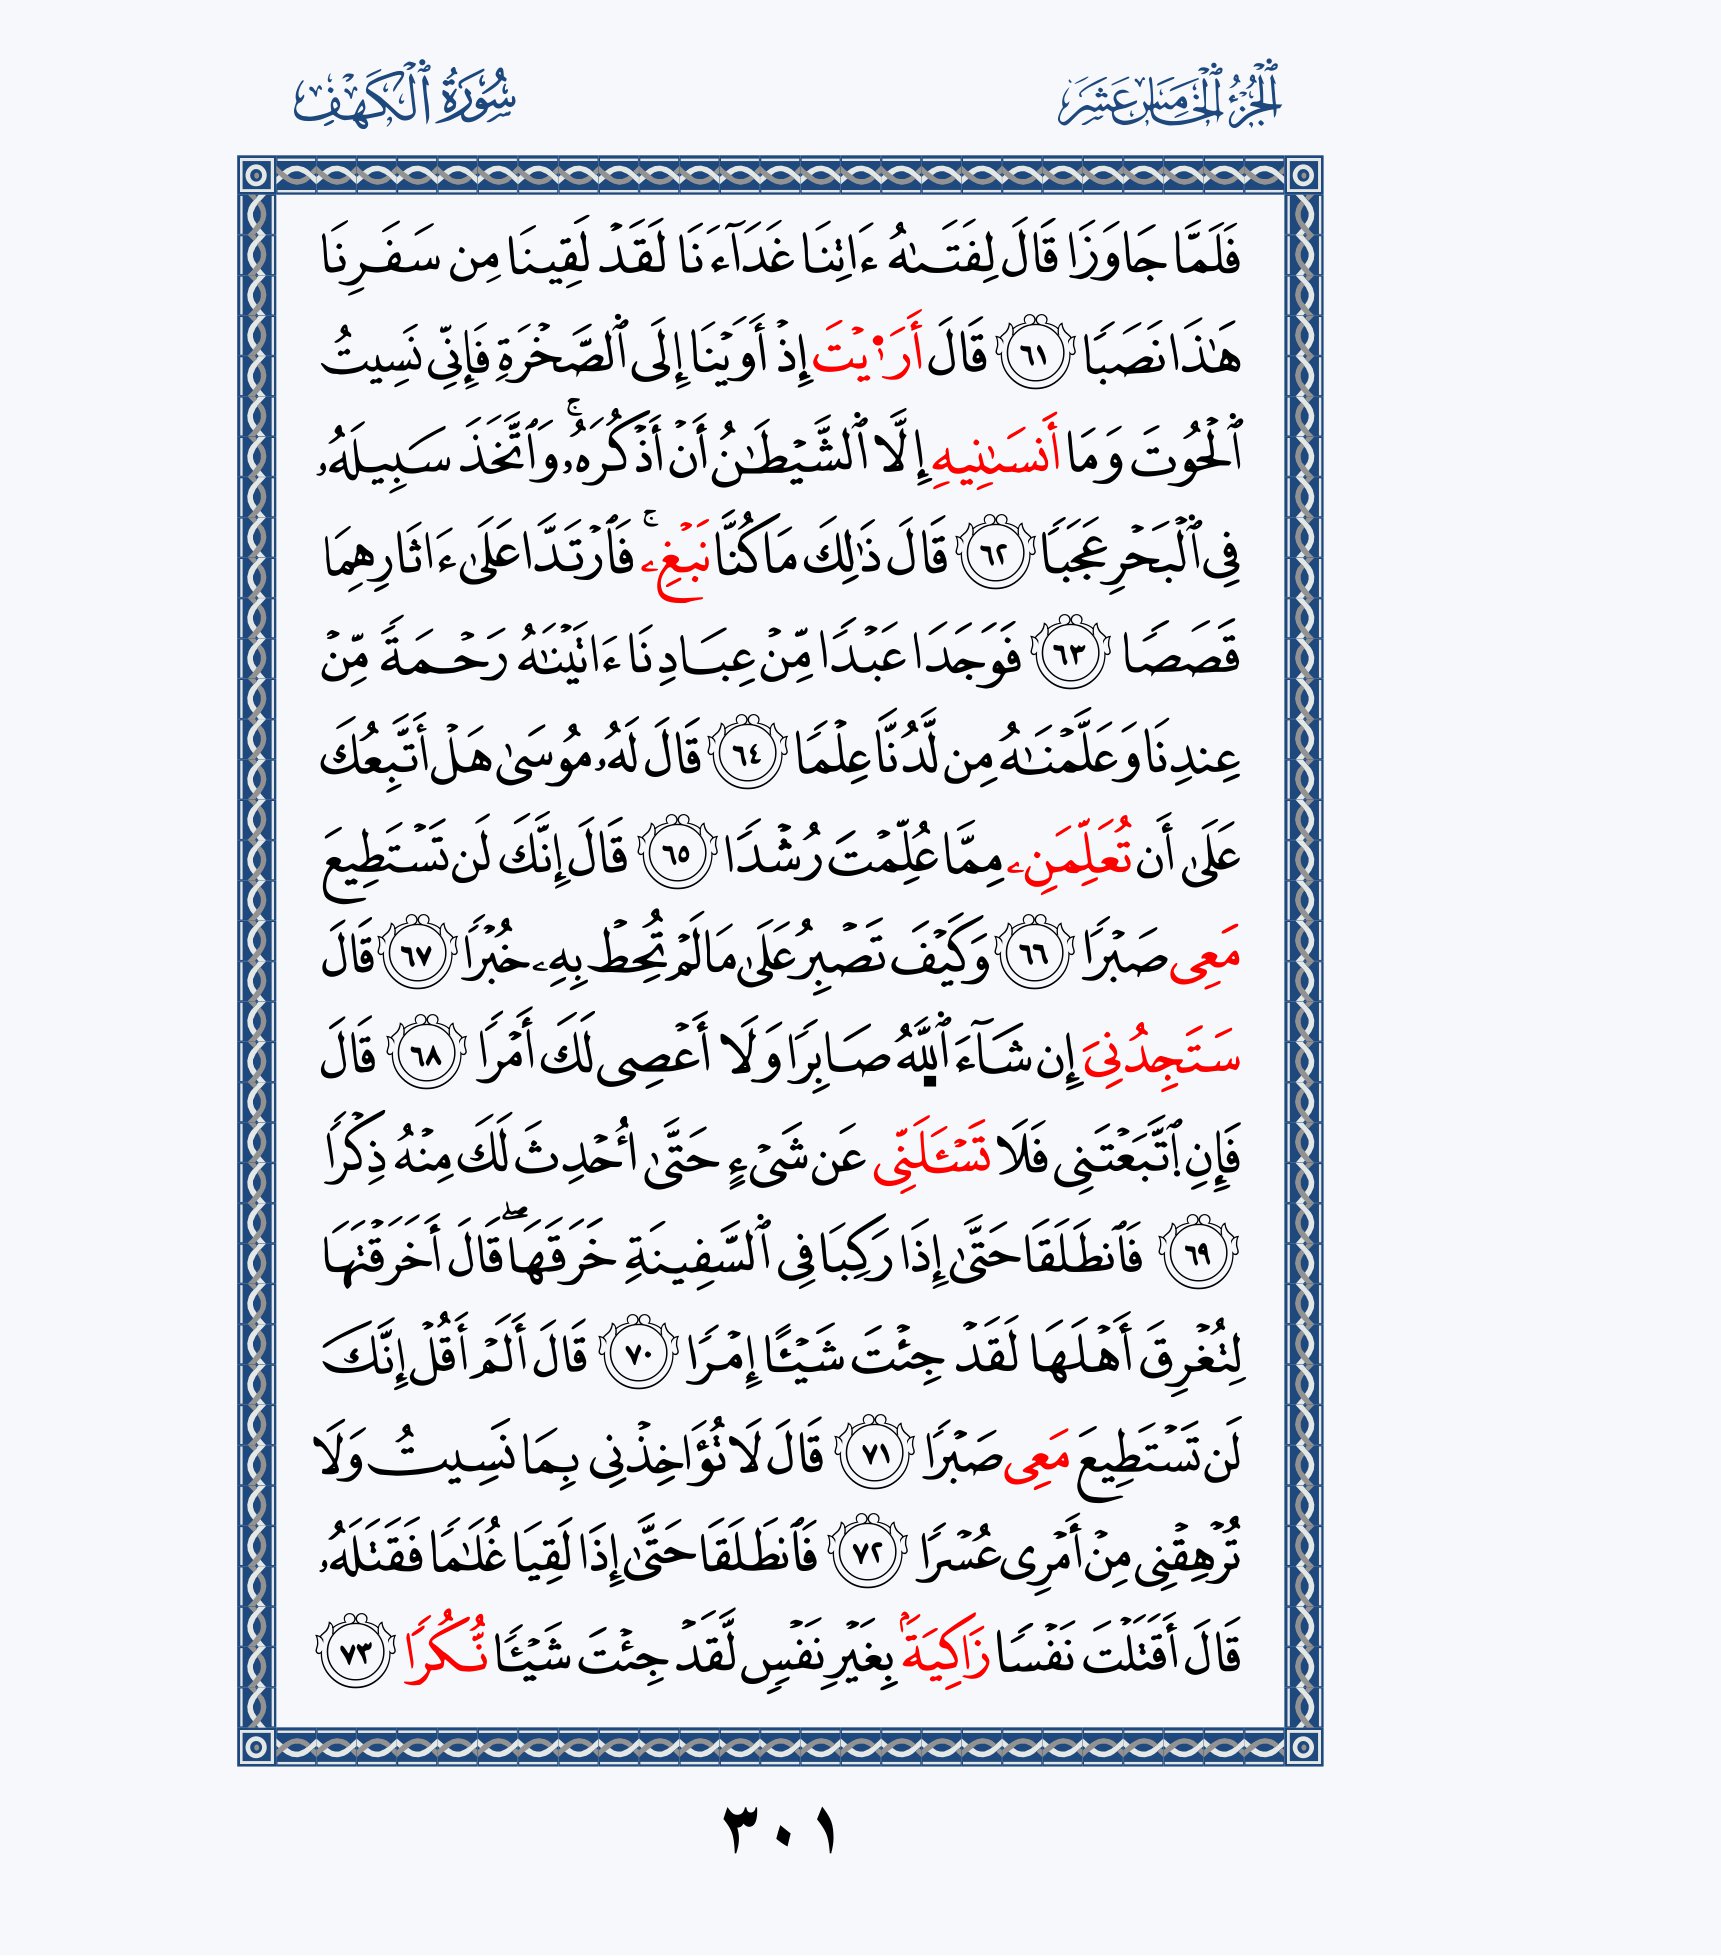 ٱلۡجُزۡءُ ٱلۡخَامِسَ عَشَرَ
سُورَةُ ٱلۡكَهۡفِ
فَلَمَّا جَاوَزَا قَالَ لِفَتَىٰهُ ءَاتِنَا غَدَآءَنَا لَقَدۡ لَقِينَا مِن سَفَرِنَا
هَٰذَا نَصَبًا ٦١ قَالَ أَرَٰ۬يۡتَ إِذۡ أَوَيۡنَا إِلَى ٱلصَّخۡرَةِ فَإِنِّي نَسِيتُ
ٱلۡحُوتَ وَمَا أَنسَىٰنِيهِ إِلَّا ٱلشَّيۡطَٰنُ أَنۡ أَذۡكُرَهُۥۚ وَٱتَّخَذَ سَبِيلَهُۥ
فِي ٱلۡبَحۡرِ عَجَبًا ٦٢ قَالَ ذَٰلِكَ مَا كُنَّا نَبۡغِۦۚ فَٱرۡتَدَّا عَلَىٰ ءَاثَارِهِمَا
قَصَصًا ٦٣ فَوَجَدَا عَبۡدًا مِّنۡ عِبَادِنَا ءَاتَيۡنَٰهُ رَحۡمَةً مِّنۡ
عِندِنَا وَعَلَّمۡنَٰهُ مِن لَّدُنَّا عِلۡمًا ٦٤ قَالَ لَهُۥ مُوسَىٰ هَلۡ أَتَّبِعُكَ
عَلَىٰ أَن تُعَلِّمَنِۦ مِمَّا عُلِّمۡتَ رُشۡدًا ٦٥ قَالَ إِنَّكَ لَن تَسۡتَطِيعَ
مَعِي صَبۡرًا ٦٦ وَكَيۡفَ تَصۡبِرُ عَلَىٰ مَا لَمۡ تُحِطۡ بِهِۦ خُبۡرًا ٦٧ قَالَ
سَتَجِدُنِيَ إِن شَآءَ ٱللَّهُ صَابِرًا وَلَا أَعۡصِي لَكَ أَمۡرًا ٦٨ قَالَ
فَإِنِ ٱتَّبَعۡتَنِي فَلَا تَسۡـَٔلَنِّي عَن شَيۡءٍ حَتَّىٰ أُحۡدِثَ لَكَ مِنۡهُ ذِكۡرًا
٦٩ فَٱنطَلَقَا حَتَّىٰ إِذَا رَكِبَا فِي ٱلسَّفِينَةِ خَرَقَهَاۖ قَالَ أَخَرَقۡتَهَا
لِتُغۡرِقَ أَهۡلَهَا لَقَدۡ جِئۡتَ شَيۡـًٔا إِمۡرًا ٧٠ قَالَ أَلَمۡ أَقُلۡ إِنَّكَ
لَن تَسۡتَطِيعَ مَعِي صَبۡرًا ٧١ قَالَ لَا تُؤَاخِذۡنِي بِمَا نَسِيتُ وَلَا
تُرۡهِقۡنِي مِنۡ أَمۡرِي عُسۡرًا ٧٢ فَٱنطَلَقَا حَتَّىٰ إِذَا لَقِيَا غُلَٰمًا فَقَتَلَهُۥ
قَالَ أَقَتَلۡتَ نَفۡسًا زَاكِيَةَۢ بِغَيۡرِ نَفۡسٍ لَّقَدۡ جِئۡتَ شَيۡـًٔا نُّكُرًا ٧٣
٣٠١